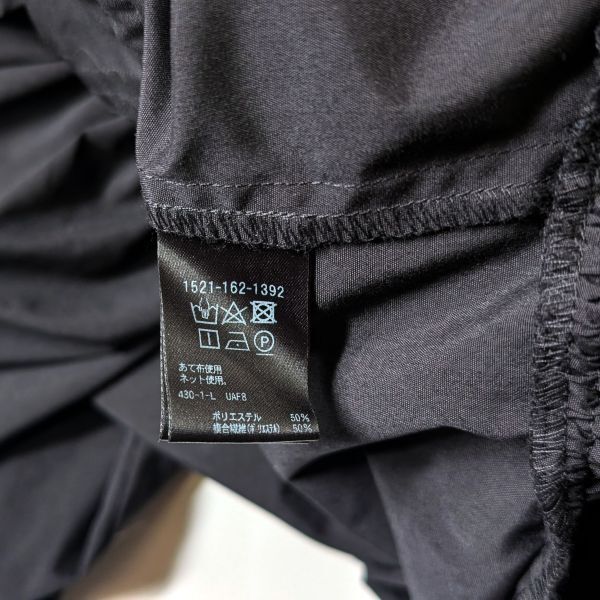 1521-162-1392
あて布使用
ネット使用。
430-1-L UAF8
ポリエステル 50%
複合繊維(ポリエステル) 50%